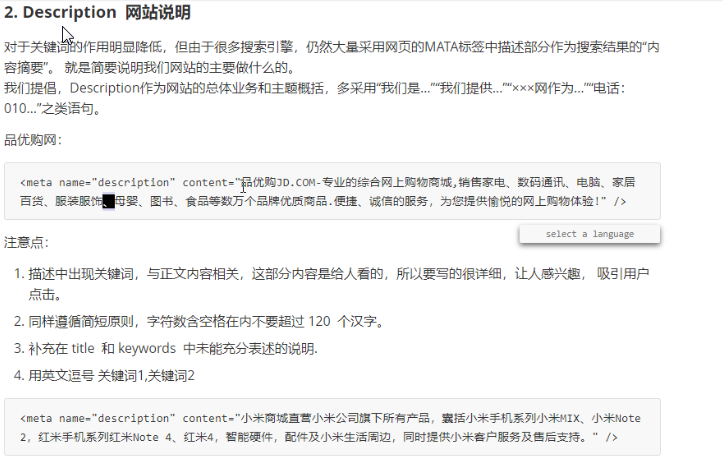 2. Description 网站说明
对于关键词的作用明显降低，但由于很多搜索引擎，仍然大量采用网页的MATA标签中描述部分作为搜索结果的“内
容摘要”。 就是简要说明我们网站的主要做什么的。
我们提倡，Description作为网站的总体业务和主题概括，多采用“我们是…”“我们提供…”“×××网作为…”“电话：
010…”之类语句。
品优购网：
<meta name="description" content="品优购JD.COM-专业的综合网上购物商城,销售家电、数码通讯、电脑、家居
百货、服装服饰、母婴、图书、食品等数万个品牌优质商品.便捷、诚信的服务，为您提供愉悦的网上购物体验!" />
select a language
注意点：
1. 描述中出现关键词，与正文内容相关，这部分内容是给人看的，所以要写的很详细，让人感兴趣， 吸引用户
点击。
2. 同样遵循简短原则，字符数含空格在内不要超过 120 个汉字。
3. 补充在 title 和 keywords 中未能充分表述的说明.
4. 用英文逗号 关键词1,关键词2
<meta name="description" content="小米商城直营小米公司旗下所有产品，囊括小米手机系列小米MIX、小米Note
2，红米手机系列红米Note 4、红米4，智能硬件，配件及小米生活周边，同时提供小米客户服务及售后支持。" />